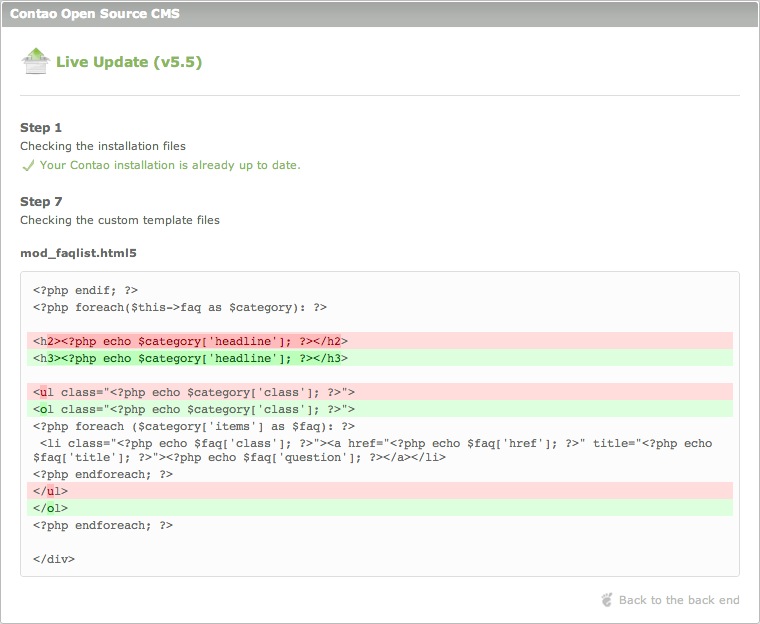 Contao Open Source CMS
Live Update (v5.5)
Step 1
Checking the installation files
Your Contao installation is already up to date.
Step 7
Checking the custom template files
mod_faqlist.html5
<?php endif; ?>
<?php foreach($this->faq as $category): ?>
<h2><?php echo $category['headline']; ?></h2>
<h3><?php echo $category['headline']; ?></h3>
<ul class="<?php echo $category['class']; ?>">
<ol class="<?php echo $category['class']; ?>">
<?php foreach ($category['items'] as $faq): ?>
<li class="<?php echo $faq['class']; ?>"><a href="<?php echo $faq['href']; ?>" title="<?php echo
$faq['title']; ?>"><?php echo $faq['question']; ?></a></li>
<?php endforeach; ?>
</ul>
</ol>
<?php endforeach; ?>
</div>
Back to the back end